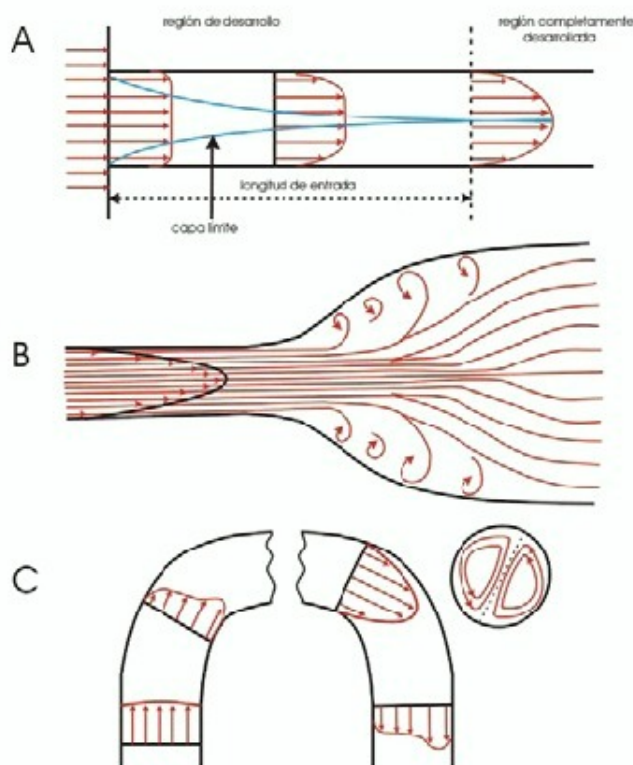 región de desarrollo
región completamente
desarrollada
A
longitud de entrada
capa límite
B
C